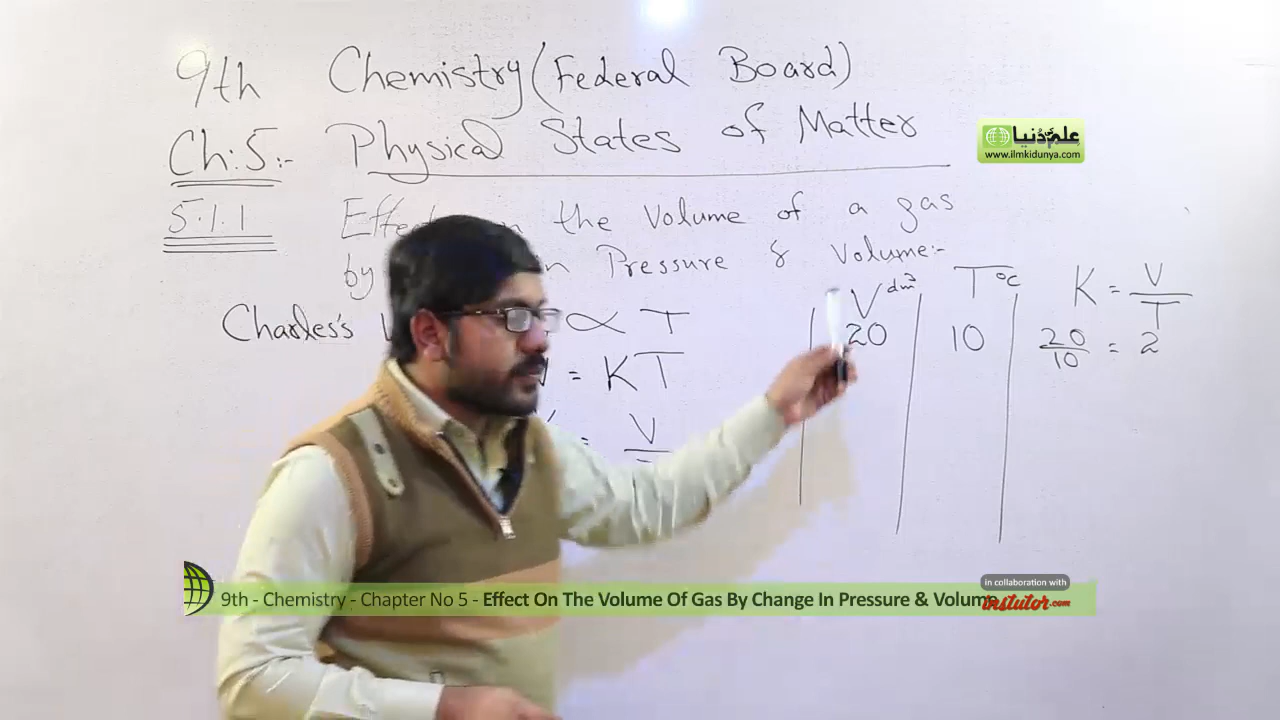 9th Chemistry (Federal Board)
Ch:5:- Physical States of Matter
علم کی دنیا
www.ilmkidunya.com
5.1.1 Effect on the Volume of a gas
by Pressure & Volume:-
Charles's ∝ T
V = KT
= V
V dm³ T °C K = V/T
20 10 20/10 = 2
9th - Chemistry - Chapter No 5 - Effect On The Volume Of Gas By Change In Pressure & Volume
in collaboration with
instutor.com